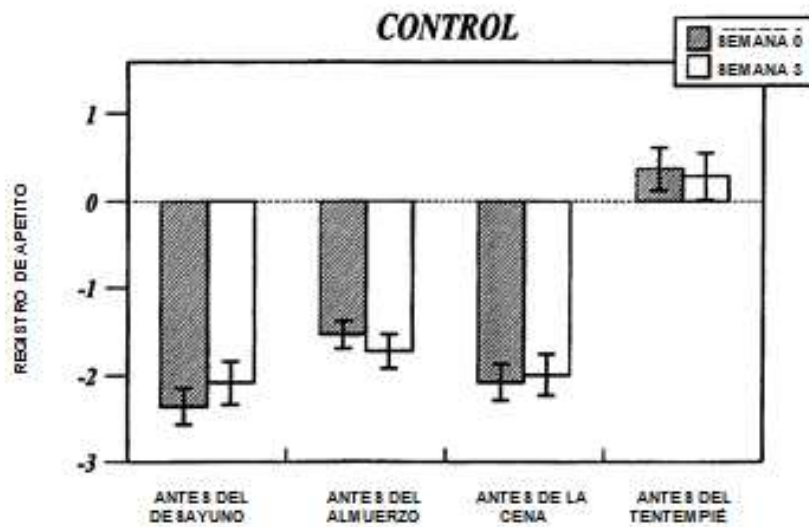 CONTROL
SEMANA 0
SEMANA 3
1
0
-1
-2
-3
REGISTRO DE APETITO
ANTES DEL
DESAYUNO
ANTES DEL
ALMUERZO
ANTES DE LA
CENA
ANTES DEL
TENTEMPIÉ